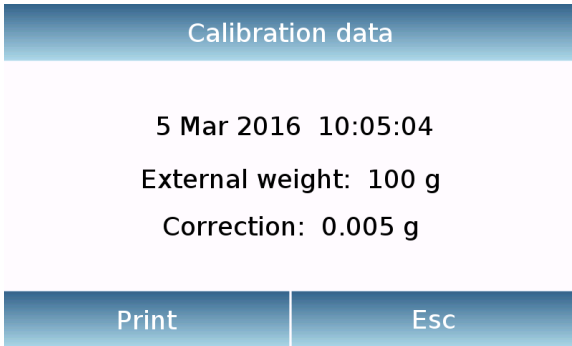 Calibration data
5 Mar 2016  10:05:04
External weight:  100 g
Correction:  0.005 g
Print
Esc